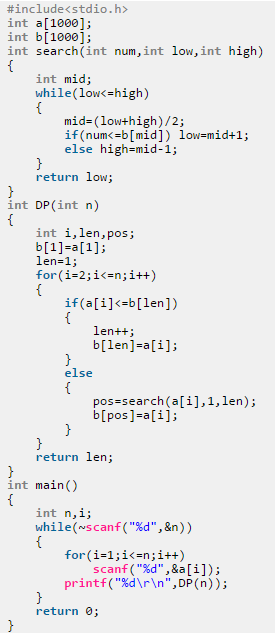 #include<stdio.h>
int a[1000];
int b[1000];
int search(int num,int low,int high)
{
    int mid;
    while(low<=high)
    {
        mid=(low+high)/2;
        if(num<=b[mid]) low=mid+1;
        else high=mid-1;
    }
    return low;
}
int DP(int n)
{
    int i,len,pos;
    b[1]=a[1];
    len=1;
    for(i=2;i<=n;i++)
    {
        if(a[i]<=b[len])
        {
            len++;
            b[len]=a[i];
        }
        else
        {
            pos=search(a[i],1,len);
            b[pos]=a[i];
        }
    }
    return len;
}
int main()
{
    int n,i;
    while(~scanf("%d",&n))
    {
        for(i=1;i<=n;i++)
            scanf("%d",&a[i]);
        printf("%d\r\n",DP(n));
    }
    return 0;
}